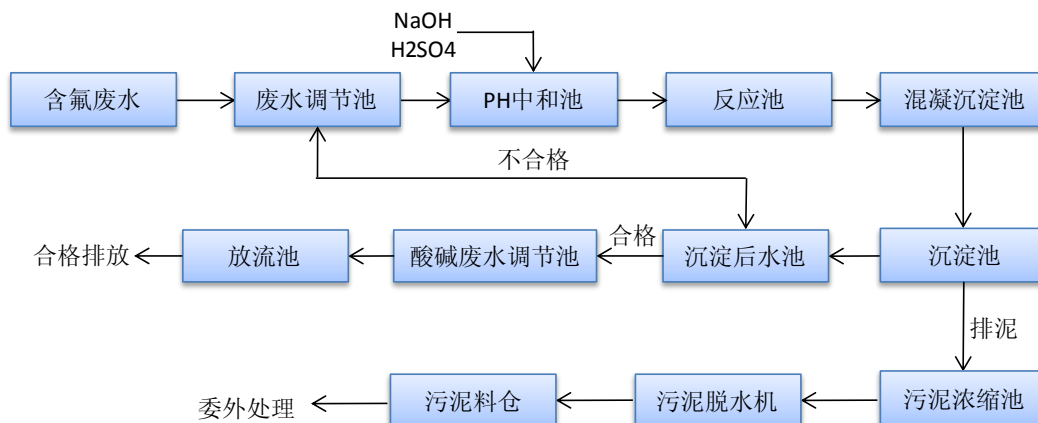 NaOH
H2SO4
含氟废水
废水调节池
PH中和池
反应池
混凝沉淀池
不合格
合格排放
放流池
酸碱废水调节池
合格
沉淀后水池
沉淀池
排泥
委外处理
污泥料仓
污泥脱水机
污泥浓缩池